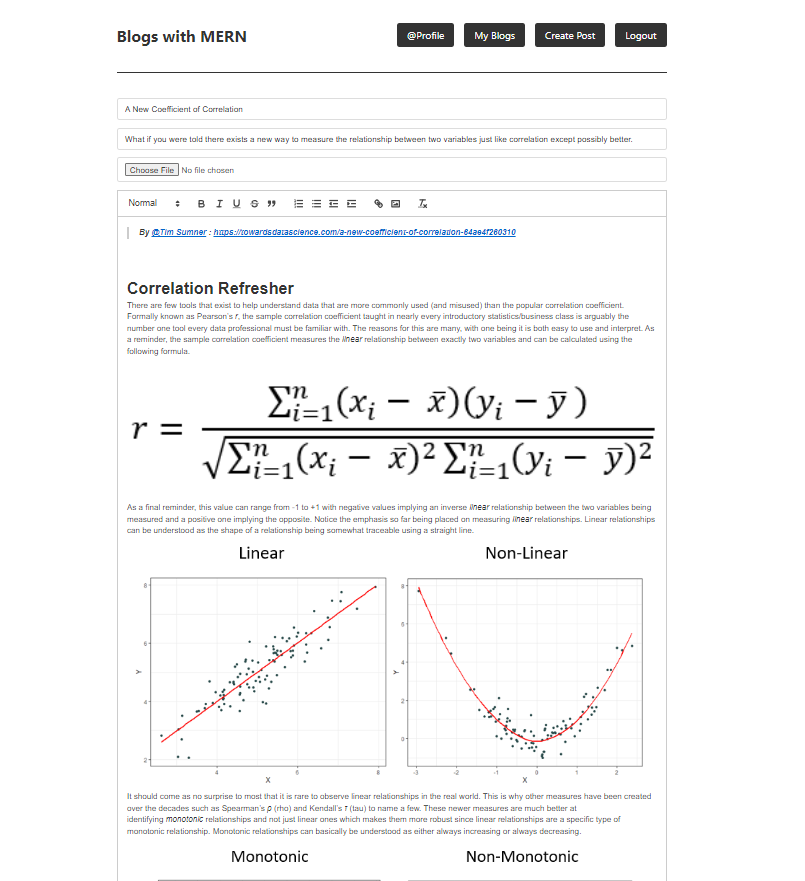 Blogs with MERN
@Profile
My Blogs
Create Post
Logout
A New Coefficient of Correlation
What if you were told there exists a new way to measure the relationship between two variables just like correlation except possibly better.
Choose File No file chosen
Normal
B I U S
By @Tim Sumner : https://towardsdatascience.com/a-new-coefficient-of-correlation-64ae4f260310
Correlation Refresher
There are few tools that exist to help understand data that are more commonly used (and misused) than the popular correlation coefficient.
Formally known as Pearson's r, the sample correlation coefficient taught in nearly every introductory statistics/business class is arguably the
number one tool every data professional must be familiar with. The reasons for this are many, with one being it is both easy to use and interpret. As
a reminder, the sample correlation coefficient measures the linear relationship between exactly two variables and can be calculated using the
following formula.
r = ∑ⁿᵢ₌₁(xᵢ − x̄)(yᵢ − ȳ) / √∑ⁿᵢ₌₁(xᵢ − x̄)² ∑ⁿᵢ₌₁(yᵢ − ȳ)²
As a final reminder, this value can range from -1 to +1 with negative values implying an inverse linear relationship between the two variables being
measured and a positive one implying the opposite. Notice the emphasis so far being placed on measuring linear relationships. Linear relationships
can be understood as the shape of a relationship being somewhat traceable using a straight line.
Linear
Non-Linear
8
6
4
2
Y
4 6 8
X
8
6
4
2
0
Y
-3 -2 -1 0 1 2
X
It should come as no surprise to most that it is rare to observe linear relationships in the real world. This is why other measures have been created
over the decades such as Spearman's ρ (rho) and Kendall's τ (tau) to name a few. These newer measures are much better at
identifying monotonic relationships and not just linear ones which makes them more robust since linear relationships are a specific type of
monotonic relationship. Monotonic relationships can basically be understood as either always increasing or always decreasing.
Monotonic
Non-Monotonic